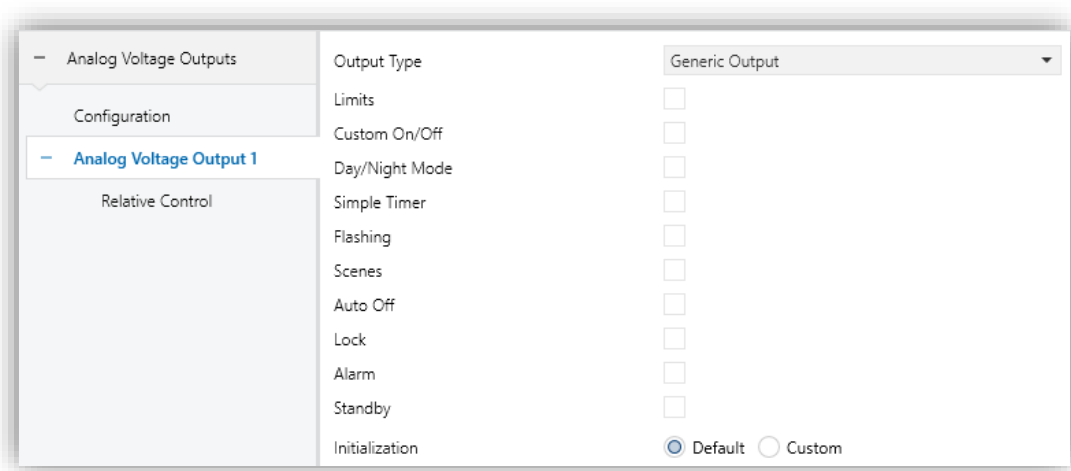 Analog Voltage Outputs
Configuration
Analog Voltage Output 1
Relative Control
Output Type Generic Output
Limits
Custom On/Off
Day/Night Mode
Simple Timer
Flashing
Scenes
Auto Off
Lock
Alarm
Standby
Initialization Default Custom